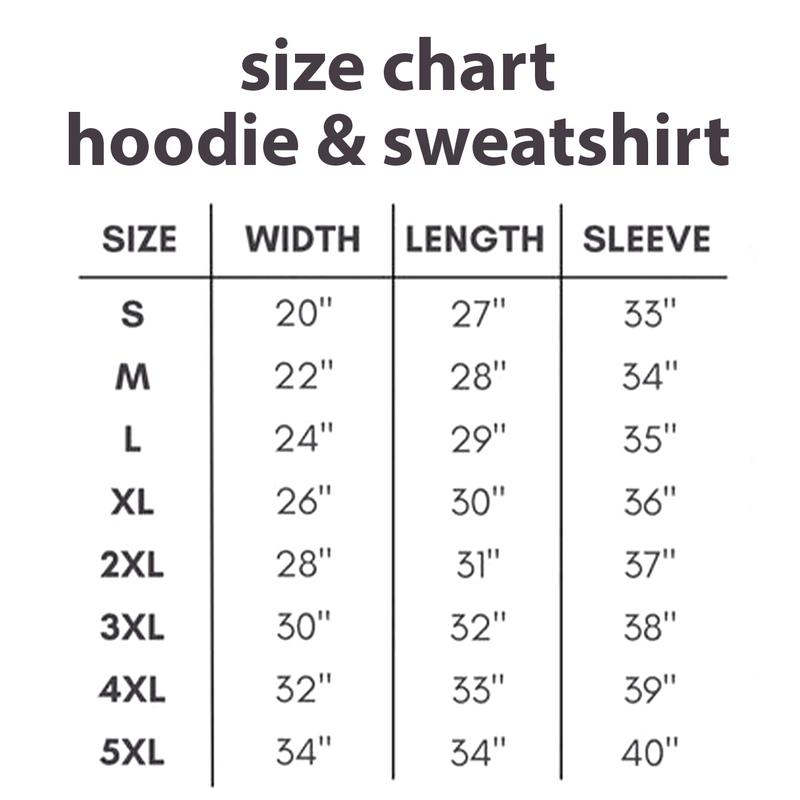 size chart
hoodie & sweatshirt
SIZE WIDTH LENGTH SLEEVE
S 20" 27" 33"
M 22" 28" 34"
L 24" 29" 35"
XL 26" 30" 36"
2XL 28" 31" 37"
3XL 30" 32" 38"
4XL 32" 33" 39"
5XL 34" 34" 40"